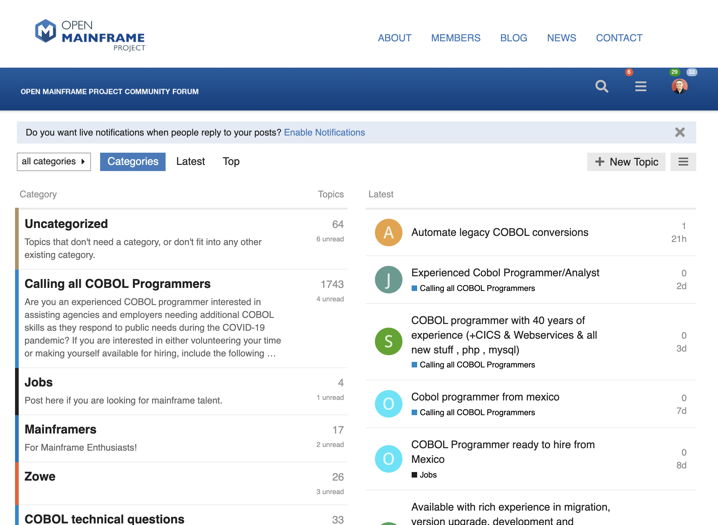 OPEN
MAINFRAME
PROJECT
ABOUT MEMBERS BLOG NEWS CONTACT
OPEN MAINFRAME PROJECT COMMUNITY FORUM
6
29
Do you want live notifications when people reply to your posts? Enable Notifications
all categories Categories Latest Top
+ New Topic
Category Topics
Uncategorized 64
6 unread
Topics that don't need a category, or don't fit into any other
existing category.
Calling all COBOL Programmers 1743
4 unread
Are you an experienced COBOL programmer interested in
assisting agencies and employers needing additional COBOL
skills as they respond to public needs during the COVID-19
pandemic? If you are interested in either volunteering your time
or making yourself available for hiring, include the following …
Jobs 4
1 unread
Post here if you are looking for mainframe talent.
Mainframers 17
2 unread
For Mainframe Enthusiasts!
Zowe 26
3 unread
COBOL technical questions 33
Latest
A
Automate legacy COBOL conversions 1
21h
J
Experienced Cobol Programmer/Analyst 0
Calling all COBOL Programmers 2d
S
COBOL programmer with 40 years of
experience (+CICS & Webservices & all 0
new stuff , php , mysql) 3d
Calling all COBOL Programmers
O
Cobol programmer from mexico 0
Calling all COBOL Programmers 7d
O
COBOL Programmer ready to hire from 0
Mexico 8d
Jobs
Available with rich experience in migration,
version upgrade, development and